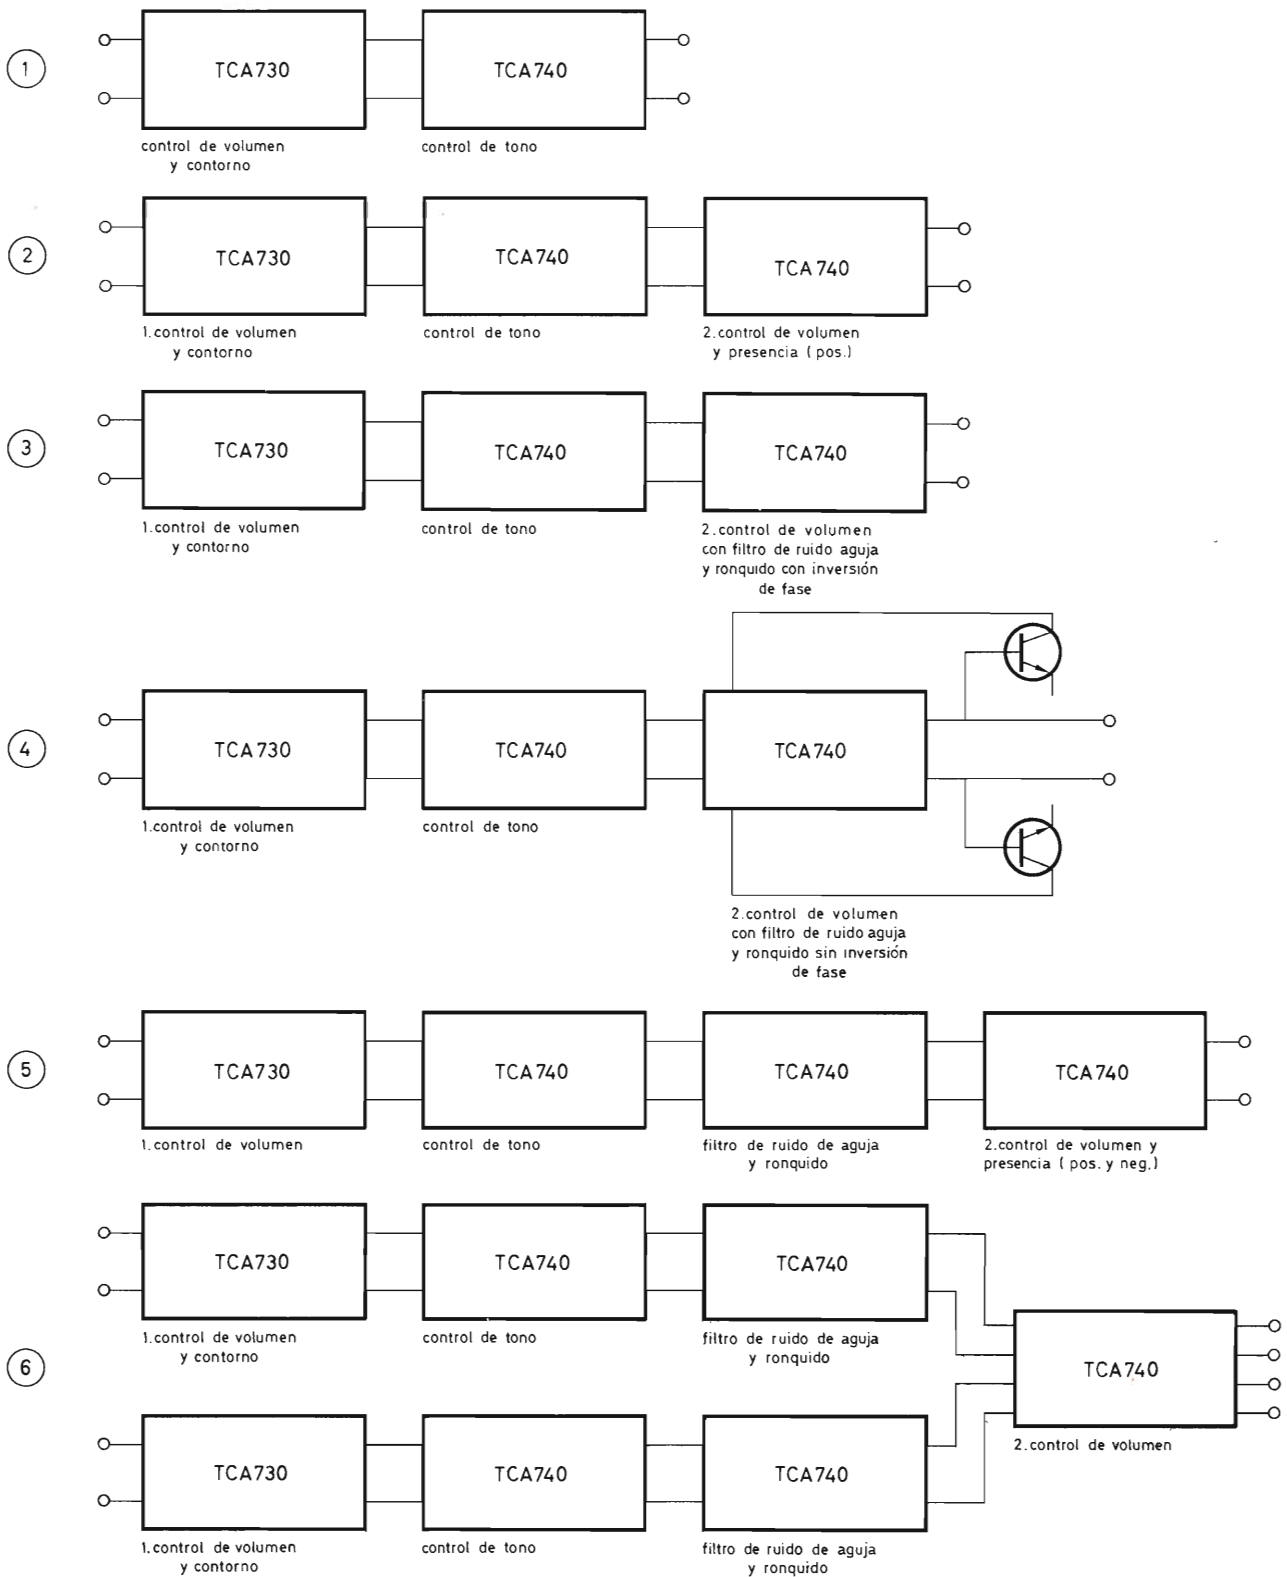 1
TCA730
TCA740
control de volumen
y contorno
control de tono
2
TCA730
TCA740
TCA740
1.control de volumen
y contorno
control de tono
2.control de volumen
y presencia (pos.)
3
TCA730
TCA740
TCA740
1.control de volumen
y contorno
control de tono
2.control de volumen
con filtro de ruido aguja
y ronquido con inversión
de fase
4
TCA730
TCA740
TCA740
1.control de volumen
y contorno
control de tono
2.control de volumen
con filtro de ruido aguja
y ronquido sin inversión
de fase
5
TCA730
TCA740
TCA740
TCA740
1.control de volumen
control de tono
filtro de ruido de aguja
y ronquido
2.control de volumen y
presencia (pos. y neg.)
6
TCA730
TCA740
TCA740
1.control de volumen
y contorno
control de tono
filtro de ruido de aguja
y ronquido
TCA740
2.control de volumen
TCA730
TCA740
TCA740
1.control de volumen
y contorno
control de tono
filtro de ruido de aguja
y ronquido